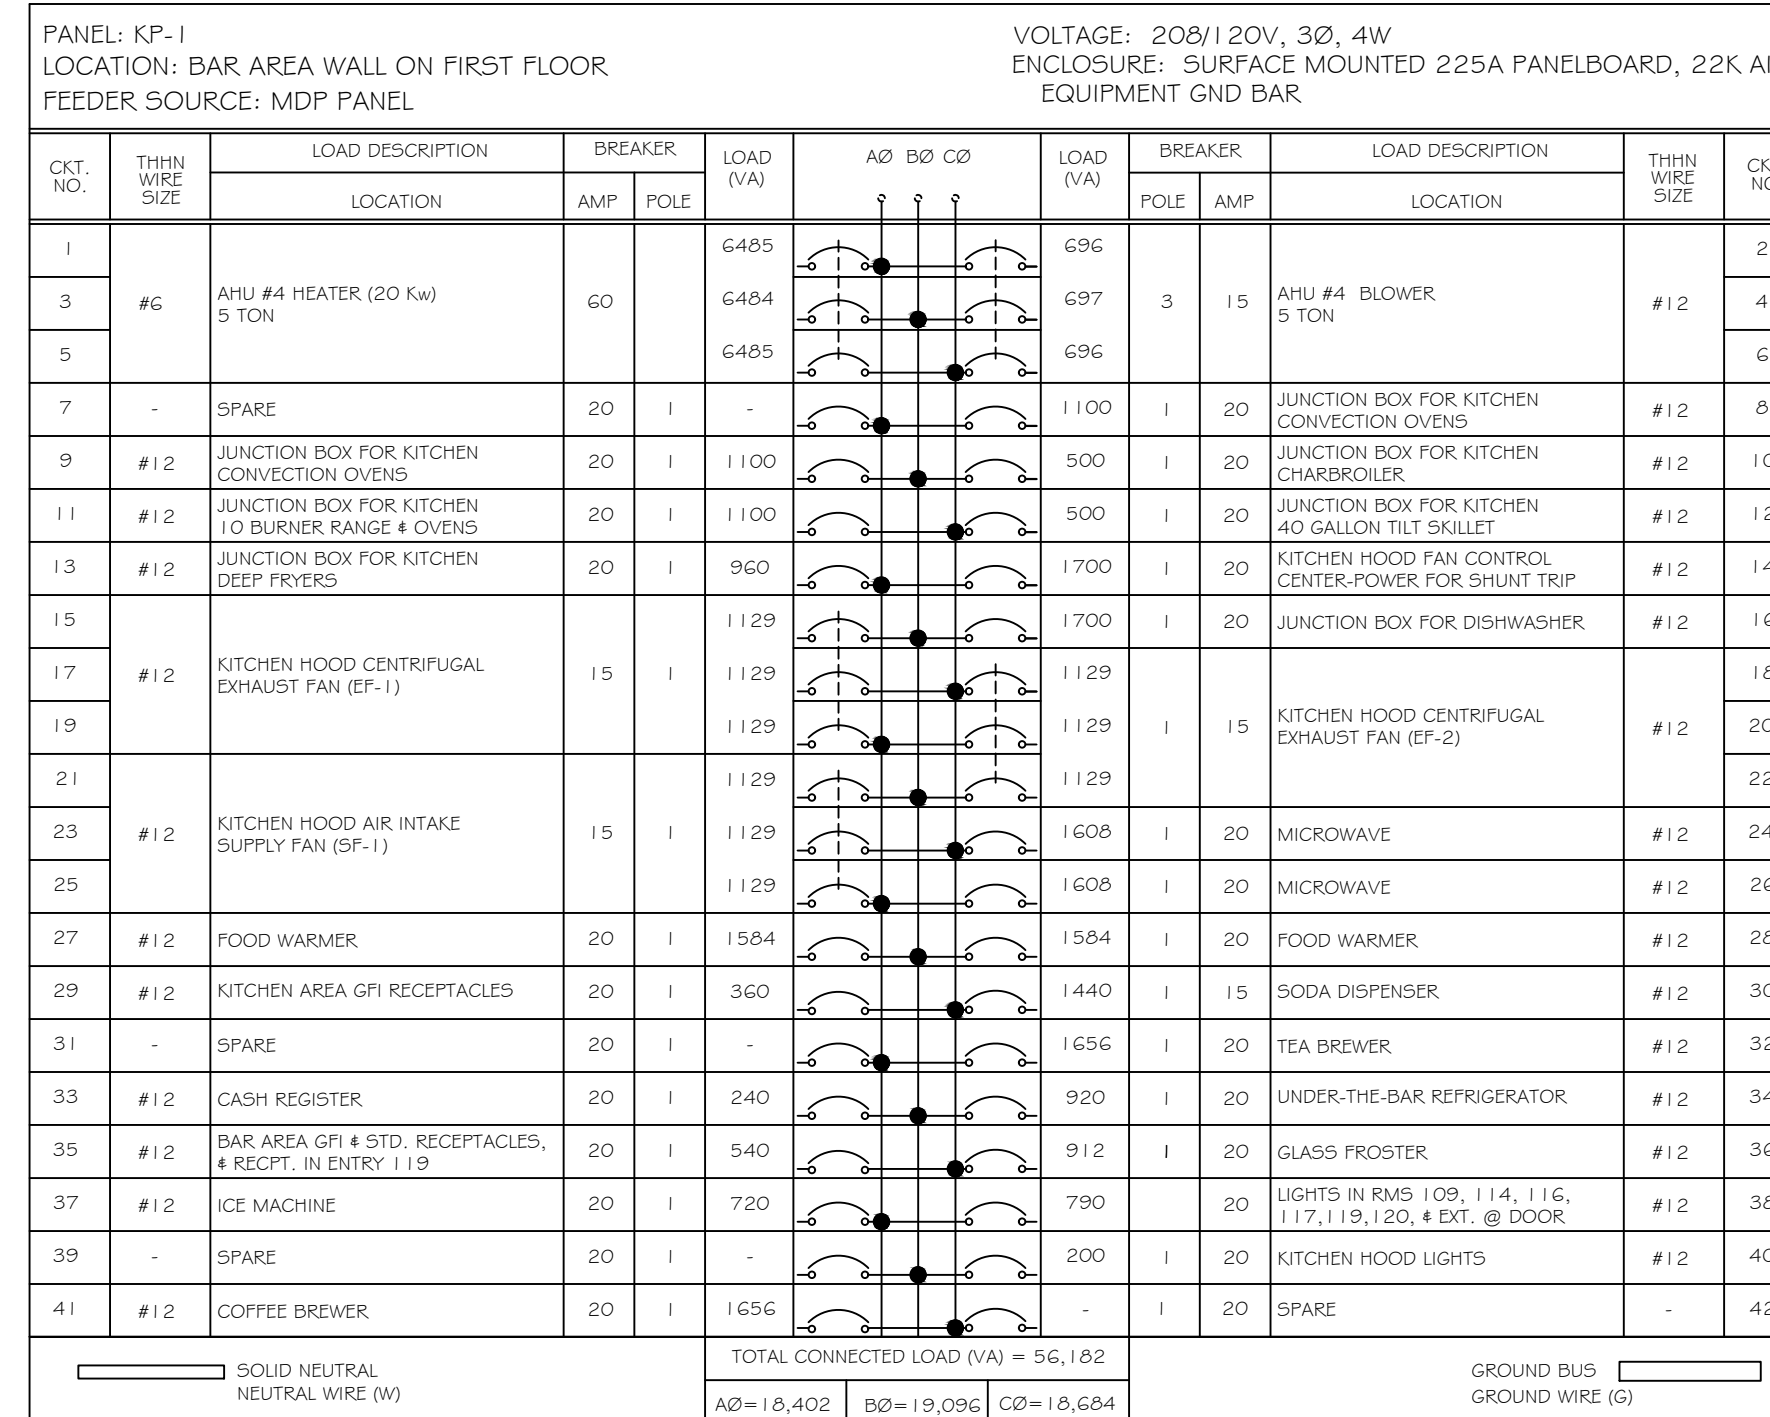 PANEL: KP-1
LOCATION: BAR AREA WALL ON FIRST FLOOR
FEEDER SOURCE: MDP PANEL
VOLTAGE: 208/120V, 3Ø, 4W
ENCLOSURE: SURFACE MOUNTED 225A PANELBOARD, 22K
EQUIPMENT GND BAR
CKT. NO. THHN WIRE SIZE LOAD DESCRIPTION BREAKER LOAD (VA) AØ BØ CØ LOAD (VA) BREAKER LOAD DESCRIPTION THHN WIRE SIZE
LOCATION AMP POLE POLE AMP LOCATION
1 6485 696 2
3 #6 AHU #4 HEATER (20 Kw) 60 6484 697 3 15 AHU #4 BLOWER #12 4
5 TON 5 TON
5 6485 696 6
7 - SPARE 20 1 - 1100 1 20 JUNCTION BOX FOR KITCHEN #12 8
CONVECTION OVENS
9 #12 JUNCTION BOX FOR KITCHEN 20 1 1100 500 1 20 JUNCTION BOX FOR KITCHEN #12 10
CONVECTION OVENS CHARBROILER
11 #12 JUNCTION BOX FOR KITCHEN 20 1 1100 500 1 20 JUNCTION BOX FOR KITCHEN #12 12
10 BURNER RANGE & OVENS 40 GALLON TILT SKILLET
13 #12 JUNCTION BOX FOR KITCHEN 20 1 960 1700 1 20 KITCHEN HOOD FAN CONTROL #12 14
DEEP FRYERS CENTER-POWER FOR SHUNT TRIP
15 1129 1700 1 20 JUNCTION BOX FOR DISHWASHER #12 16
17 #12 KITCHEN HOOD CENTRIFUGAL 15 1 1129 1129 18
EXHAUST FAN (EF-1)
19 1129 1129 1 15 KITCHEN HOOD CENTRIFUGAL #12 20
EXHAUST FAN (EF-2)
21 1129 1129 22
23 #12 KITCHEN HOOD AIR INTAKE 15 1 1129 1608 1 20 MICROWAVE #12 24
SUPPLY FAN (SF-1)
25 1129 1608 1 20 MICROWAVE #12 26
27 #12 FOOD WARMER 20 1 1584 1584 1 20 FOOD WARMER #12 28
29 #12 KITCHEN AREA GFI RECEPTACLES 20 1 360 1440 1 15 SODA DISPENSER #12 30
31 - SPARE 20 1 - 1656 1 20 TEA BREWER #12 32
33 #12 CASH REGISTER 20 1 240 920 1 20 UNDER-THE-BAR REFRIGERATOR #12 34
35 #12 BAR AREA GFI & STD. RECEPTACLES, 20 1 540 912 1 20 GLASS FROSTER #12 36
& RECPT. IN ENTRY 119
37 #12 ICE MACHINE 20 1 720 790 20 LIGHTS IN RMS 109, 114, 116, #12 38
117,119,120, & EXT. @ DOOR
39 - SPARE 20 1 - 200 1 20 KITCHEN HOOD LIGHTS #12 40
41 #12 COFFEE BREWER 20 1 1656 - 1 20 SPARE - 42
SOLID NEUTRAL
NEUTRAL WIRE (W)
TOTAL CONNECTED LOAD (VA) = 56,182
AØ=18,402 BØ=19,096 CØ=18,684
GROUND BUS
GROUND WIRE (G)